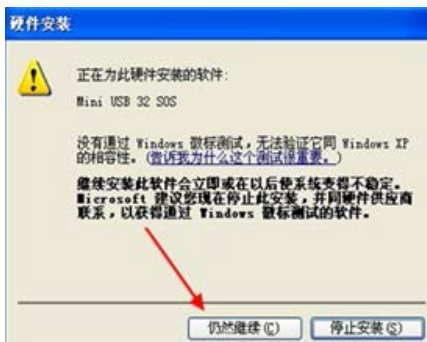 硬件安装
正在为此硬件安装的软件:
Mini USB 32 SOS
没有通过 Windows 徽标测试，无法验证它同 Windows XP
的相容性。(告诉我为什么这个测试很重要。)
继续安装此软件会立即或在以后使系统变得不稳定。
Microsoft 建议您现在停止此安装，并同硬件供应商
联系，以获得通过 Windows 徽标测试的软件。
仍然继续(C)
停止安装(S)